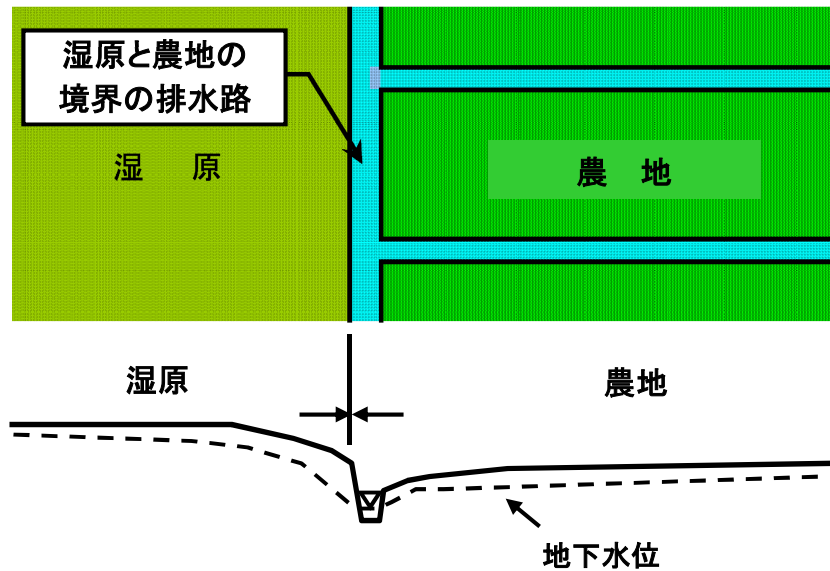 湿原と農地の
境界の排水路
湿　原
農　地
湿原
農地
地下水位